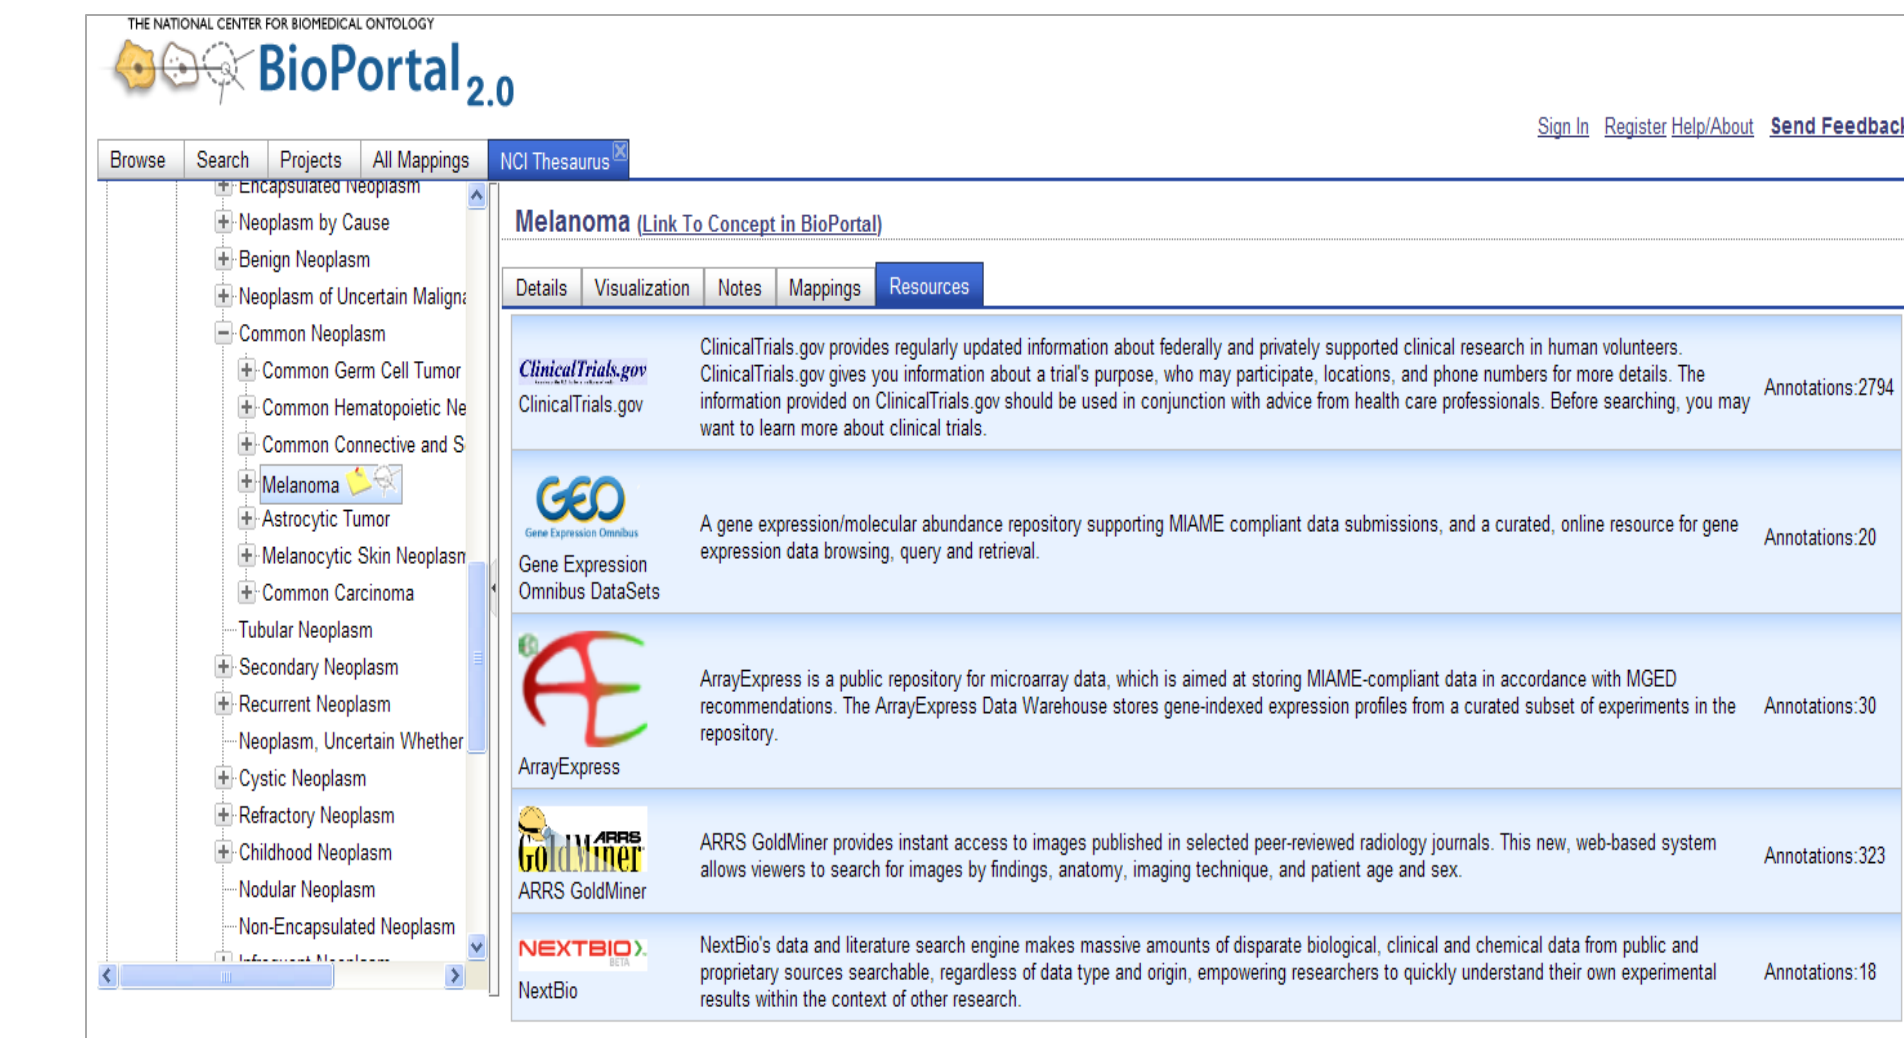 THE NATIONAL CENTER FOR BIOMEDICAL ONTOLOGY
BioPortal 2.0
Sign In Register Help/About Send Feedback
Browse Search Projects All Mappings NCI Thesaurus
Encapsulated Neoplasm
Neoplasm by Cause
Benign Neoplasm
Neoplasm of Uncertain Maligna
Common Neoplasm
Common Germ Cell Tumor
Common Hematopoietic Ne
Common Connective and S
Melanoma
Astrocytic Tumor
Melanocytic Skin Neoplasm
Common Carcinoma
Tubular Neoplasm
Secondary Neoplasm
Recurrent Neoplasm
Neoplasm, Uncertain Whether
Cystic Neoplasm
Refractory Neoplasm
Childhood Neoplasm
Nodular Neoplasm
Non-Encapsulated Neoplasm
Melanoma (Link To Concept in BioPortal)
Details Visualization Notes Mappings Resources
ClinicalTrials.gov
ClinicalTrials.gov
ClinicalTrials.gov provides regularly updated information about federally and privately supported clinical research in human volunteers.
ClinicalTrials.gov gives you information about a trial's purpose, who may participate, locations, and phone numbers for more details. The
information provided on ClinicalTrials.gov should be used in conjunction with advice from health care professionals. Before searching, you may
want to learn more about clinical trials.
Annotations:2794
GEO
Gene Expression Omnibus
Gene Expression
Omnibus DataSets
A gene expression/molecular abundance repository supporting MIAME compliant data submissions, and a curated, online resource for gene
expression data browsing, query and retrieval.
Annotations:20
AE
ArrayExpress
ArrayExpress is a public repository for microarray data, which is aimed at storing MIAME-compliant data in accordance with MGED
recommendations. The ArrayExpress Data Warehouse stores gene-indexed expression profiles from a curated subset of experiments in the
repository.
Annotations:30
ARRS
GoldMiner
ARRS GoldMiner
ARRS GoldMiner provides instant access to images published in selected peer-reviewed radiology journals. This new, web-based system
allows viewers to search for images by findings, anatomy, imaging technique, and patient age and sex.
Annotations:323
NEXTBIO
BETA
NextBio
NextBio's data and literature search engine makes massive amounts of disparate biological, clinical and chemical data from public and
proprietary sources searchable, regardless of data type and origin, empowering researchers to quickly understand their own experimental
results within the context of other research.
Annotations:18